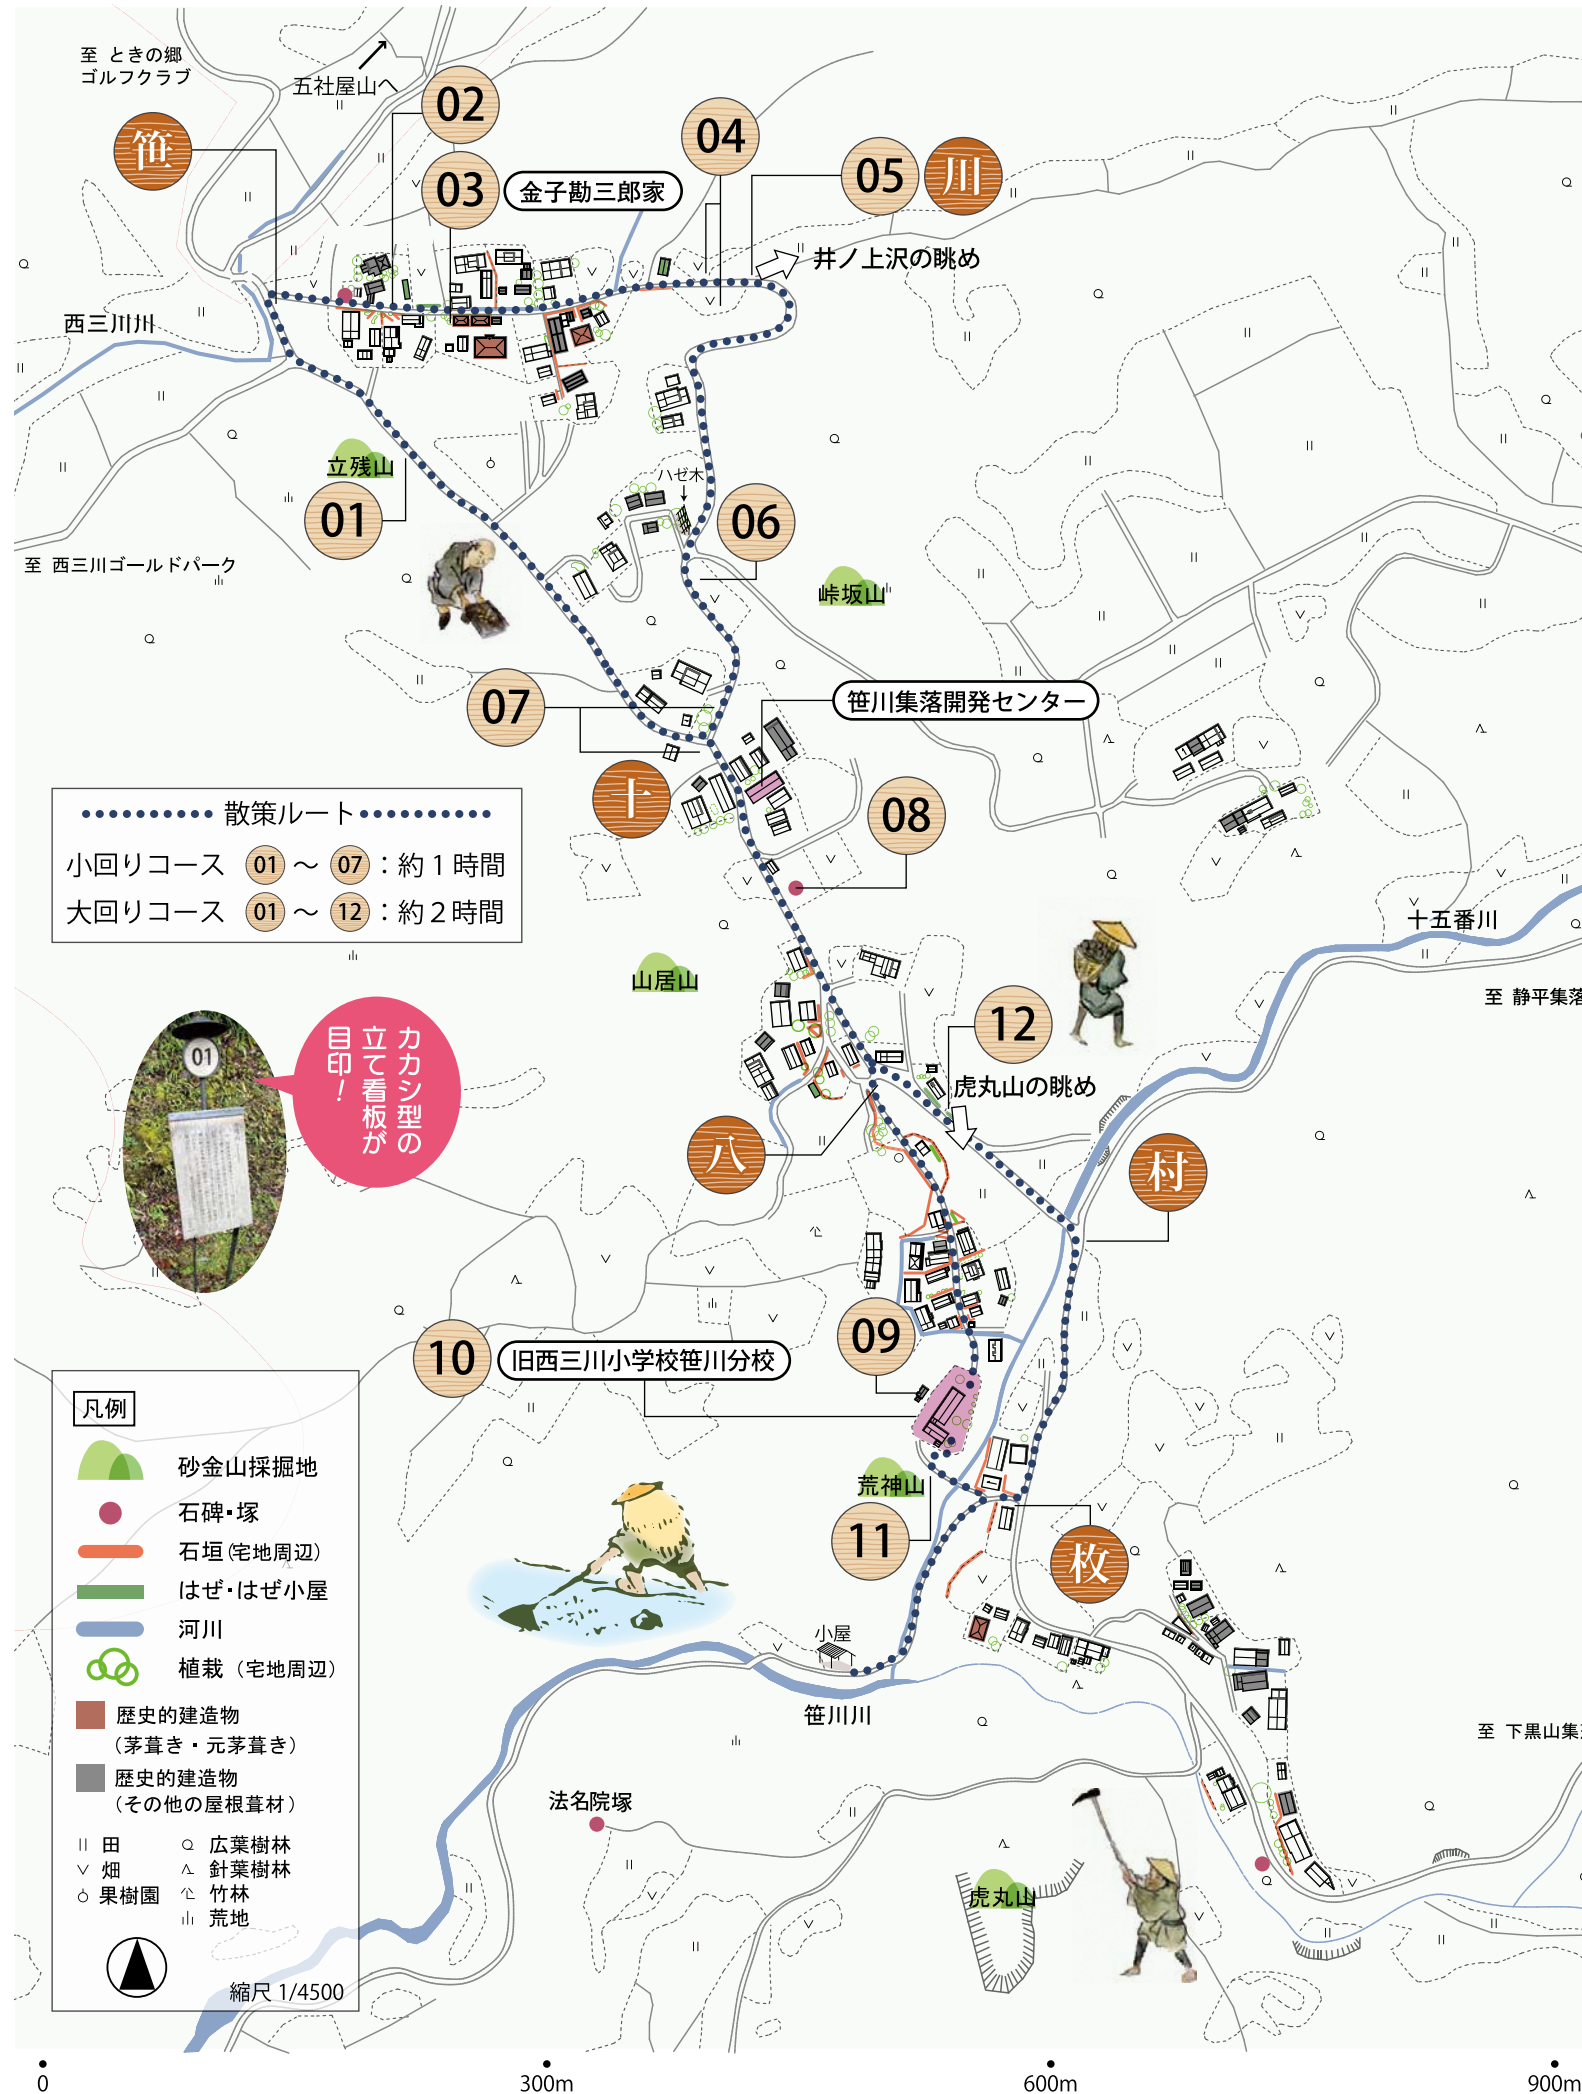 至 ときの郷
ゴルフクラブ
五社屋山へ
笹
02
03
金子勘三郎家
04
05
川
井ノ上沢の眺め
西三川川
立残山
01
ハゼ木
06
至 西三川ゴールドパーク
峠坂山
07
笹川集落開発センター
十
08
散策ルート
小回りコース 01 〜 07 : 約1時間
大回りコース 01 〜 12 : 約2時間
十五番川
山居山
至 静平集落
12
虎丸山の眺め
01
カカシ型の
立て看板が
目印!
八
村
09
10
旧西三川小学校笹川分校
荒神山
11
枚
小屋
笹川川
至 下黒山集
法名院塚
虎丸山
凡例
砂金山採掘地
石碑・塚
石垣(宅地周辺)
はぜ・はぜ小屋
河川
植栽(宅地周辺)
歴史的建造物
(茅葺き・元茅葺き)
歴史的建造物
(その他の屋根葺材)
田
広葉樹林
畑
針葉樹林
果樹園
竹林
荒地
縮尺 1/4500
0
300m
600m
900m